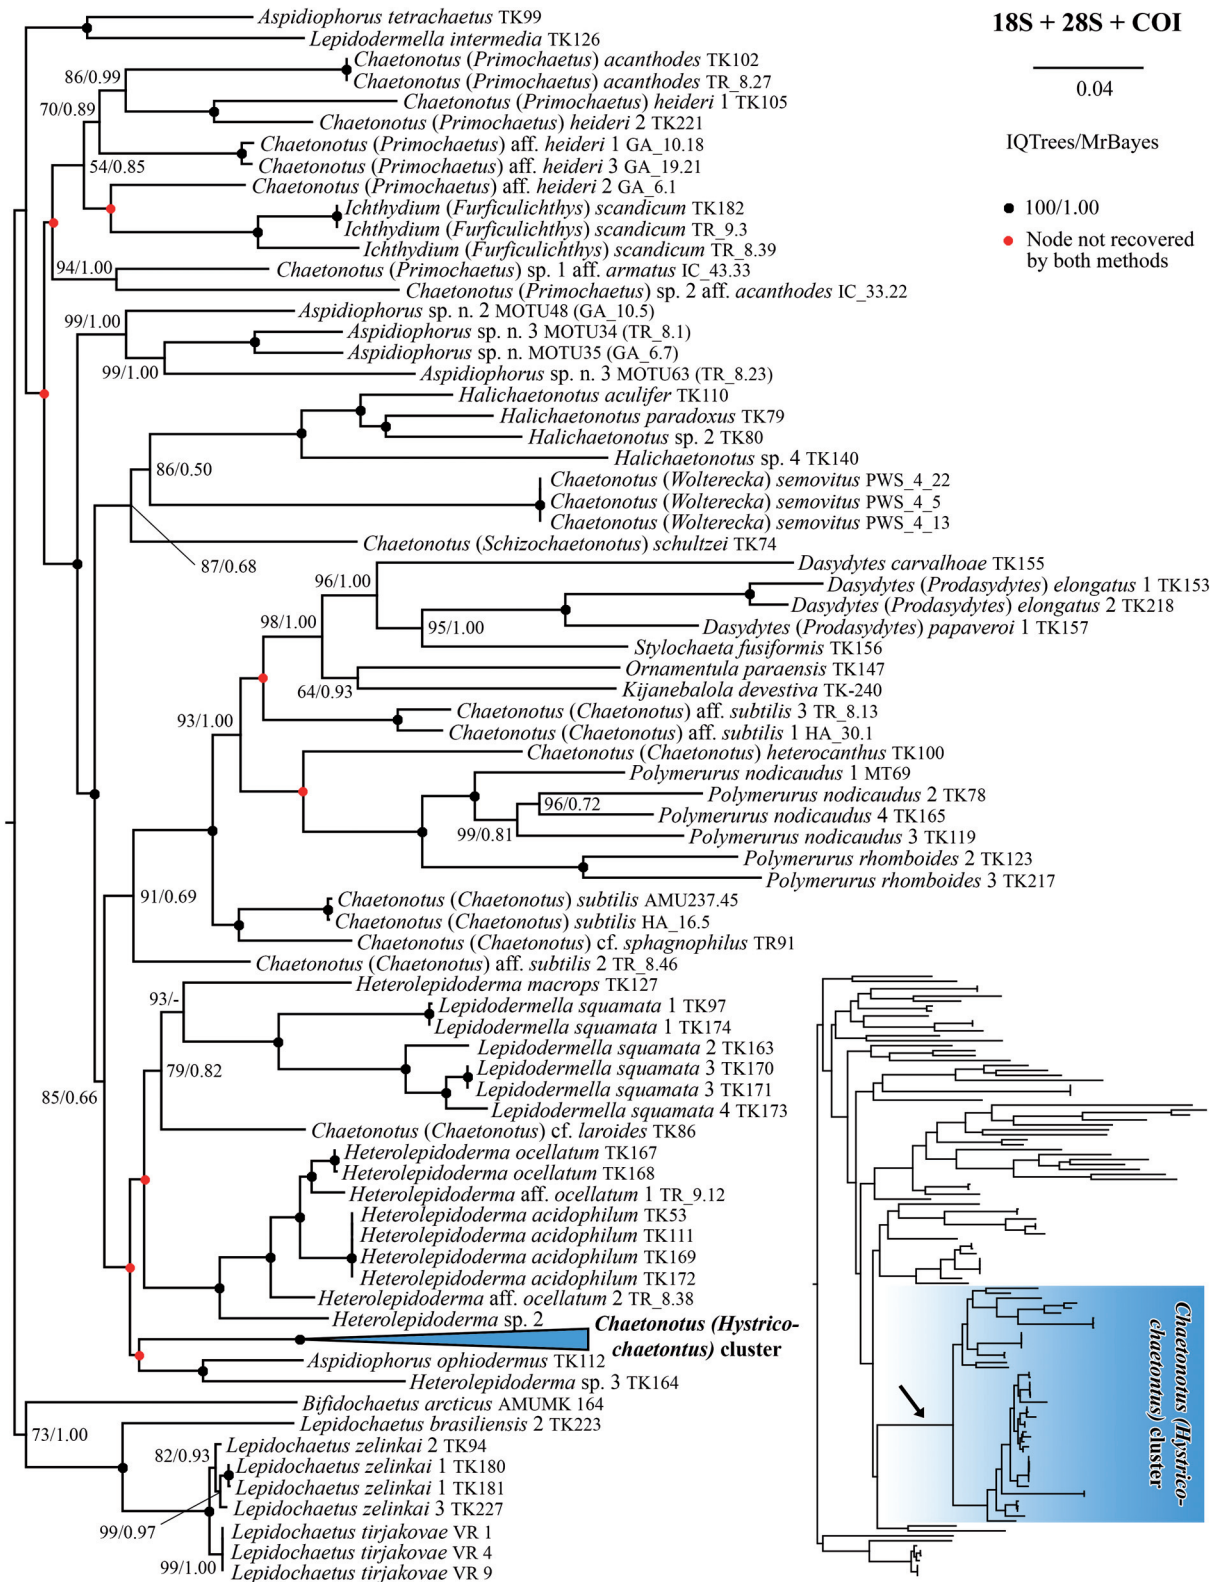 18S + 28S + COI
0.04
IQTrees/MrBayes
100/1.00
Node not recovered
by both methods
Aspidiophorus tetrachaetus TK99
Lepidodermella intermedia TK126
Chaetonotus (Primochaetus) acanthodes TK102
86/0.99
Chaetonotus (Primochaetus) acanthodes TR_8.27
Chaetonotus (Primochaetus) heideri 1 TK105
70/0.89
Chaetonotus (Primochaetus) heideri 2 TK221
Chaetonotus (Primochaetus) aff. heideri 1 GA_10.18
54/0.85
Chaetonotus (Primochaetus) aff. heideri 3 GA_19.21
Chaetonotus (Primochaetus) aff. heideri 2 GA_6.1
Ichthydium (Furficulichthys) scandicum TK182
Ichthydium (Furficulichthys) scandicum TR_9.3
Ichthydium (Furficulichthys) scandicum TR_8.39
94/1.00
Chaetonotus (Primochaetus) sp. 1 aff. armatus IC_43.33
Chaetonotus (Primochaetus) sp. 2 aff. acanthodes IC_33.22
Aspidiophorus sp. n. 2 MOTU48 (GA_10.5)
99/1.00
Aspidiophorus sp. n. 3 MOTU34 (TR_8.1)
Aspidiophorus sp. n. MOTU35 (GA_6.7)
99/1.00
Aspidiophorus sp. n. 3 MOTU63 (TR_8.23)
Halichaetonotus aculifer TK110
Halichaetonotus paradoxus TK79
Halichaetonotus sp. 2 TK80
Halichaetonotus sp. 4 TK140
86/0.50
Chaetonotus (Wolterecka) semovitus PWS_4_22
Chaetonotus (Wolterecka) semovitus PWS_4_5
Chaetonotus (Wolterecka) semovitus PWS_4_13
Chaetonotus (Schizochaetonotus) schultzei TK74
87/0.68
Dasydytes carvalhoae TK155
96/1.00
Dasydytes (Prodasydytes) elongatus 1 TK153
Dasydytes (Prodasydytes) elongatus 2 TK218
98/1.00
95/1.00
Dasydytes (Prodasydytes) papaveroi 1 TK157
Stylochaeta fusiformis TK156
Ornamentula paraensis TK147
64/0.93
Kijanebalola devestiva TK-240
93/1.00
Chaetonotus (Chaetonotus) aff. subtilis 3 TR_8.13
Chaetonotus (Chaetonotus) aff. subtilis 1 HA_30.1
Chaetonotus (Chaetonotus) heterocanthus TK100
Polymerurus nodicaudus 1 MT69
Polymerurus nodicaudus 2 TK78
96/0.72
Polymerurus nodicaudus 4 TK165
99/0.81
Polymerurus nodicaudus 3 TK119
Polymerurus rhomboides 2 TK123
Polymerurus rhomboides 3 TK217
91/0.69
Chaetonotus (Chaetonotus) subtilis AMU237.45
Chaetonotus (Chaetonotus) subtilis HA_16.5
Chaetonotus (Chaetonotus) cf. sphagnophilus TR91
Chaetonotus (Chaetonotus) aff. subtilis 2 TR_8.46
Heterolepidoderma macrops TK127
93/-
Lepidodermella squamata 1 TK97
Lepidodermella squamata 1 TK174
Lepidodermella squamata 2 TK163
79/0.82
Lepidodermella squamata 3 TK170
Lepidodermella squamata 3 TK171
85/0.66
Lepidodermella squamata 4 TK173
Chaetonotus (Chaetonotus) cf. laroides TK86
Heterolepidoderma ocellatum TK167
Heterolepidoderma ocellatum TK168
Heterolepidoderma aff. ocellatum 1 TR_9.12
Heterolepidoderma acidophilum TK53
Heterolepidoderma acidophilum TK111
Heterolepidoderma acidophilum TK169
Heterolepidoderma acidophilum TK172
Heterolepidoderma aff. ocellatum 2 TR_8.38
Heterolepidoderma sp. 2
Chaetonotus (Hystrico-
chaetontus) cluster
Aspidiophorus ophiodermus TK112
Heterolepidoderma sp. 3 TK164
Bifidochaetus arcticus AMUMK 164
73/1.00
Lepidochaetus brasiliensis 2 TK223
82/0.93
Lepidochaetus zelinkai 2 TK94
Lepidochaetus zelinkai 1 TK180
Lepidochaetus zelinkai 1 TK181
Lepidochaetus zelinkai 3 TK227
99/0.97
Lepidochaetus tirjakovae VR 1
Lepidochaetus tirjakovae VR 4
99/1.00
Lepidochaetus tirjakovae VR 9
Chaetonotus (Hystrico-
chaetontus) cluster